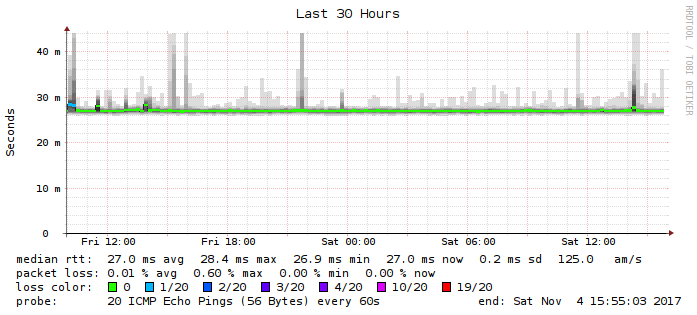 Last 30 Hours
RRDTOOL / TOBI OETIKER
Seconds
40 m
30 m
20 m
10 m
0
Fri 12:00 Fri 18:00 Sat 00:00 Sat 06:00 Sat 12:00
median rtt: 27.0 ms avg 28.4 ms max 26.9 ms min 27.0 ms now 0.2 ms sd 125.0 am/s
packet loss: 0.01 % avg 0.60 % max 0.00 % min 0.00 % now
loss color: 0 1/20 2/20 3/20 4/20 10/20 19/20
probe: 20 ICMP Echo Pings (56 Bytes) every 60s end: Sat Nov 4 15:55:03 2017